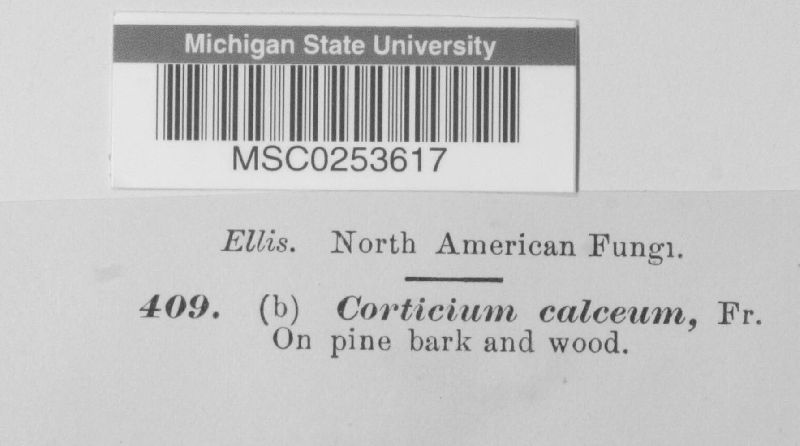 Michigan State University
MSC0253617
Ellis. North American Fungi.
409. (b) Corticium calceum, Fr.
On pine bark and wood.